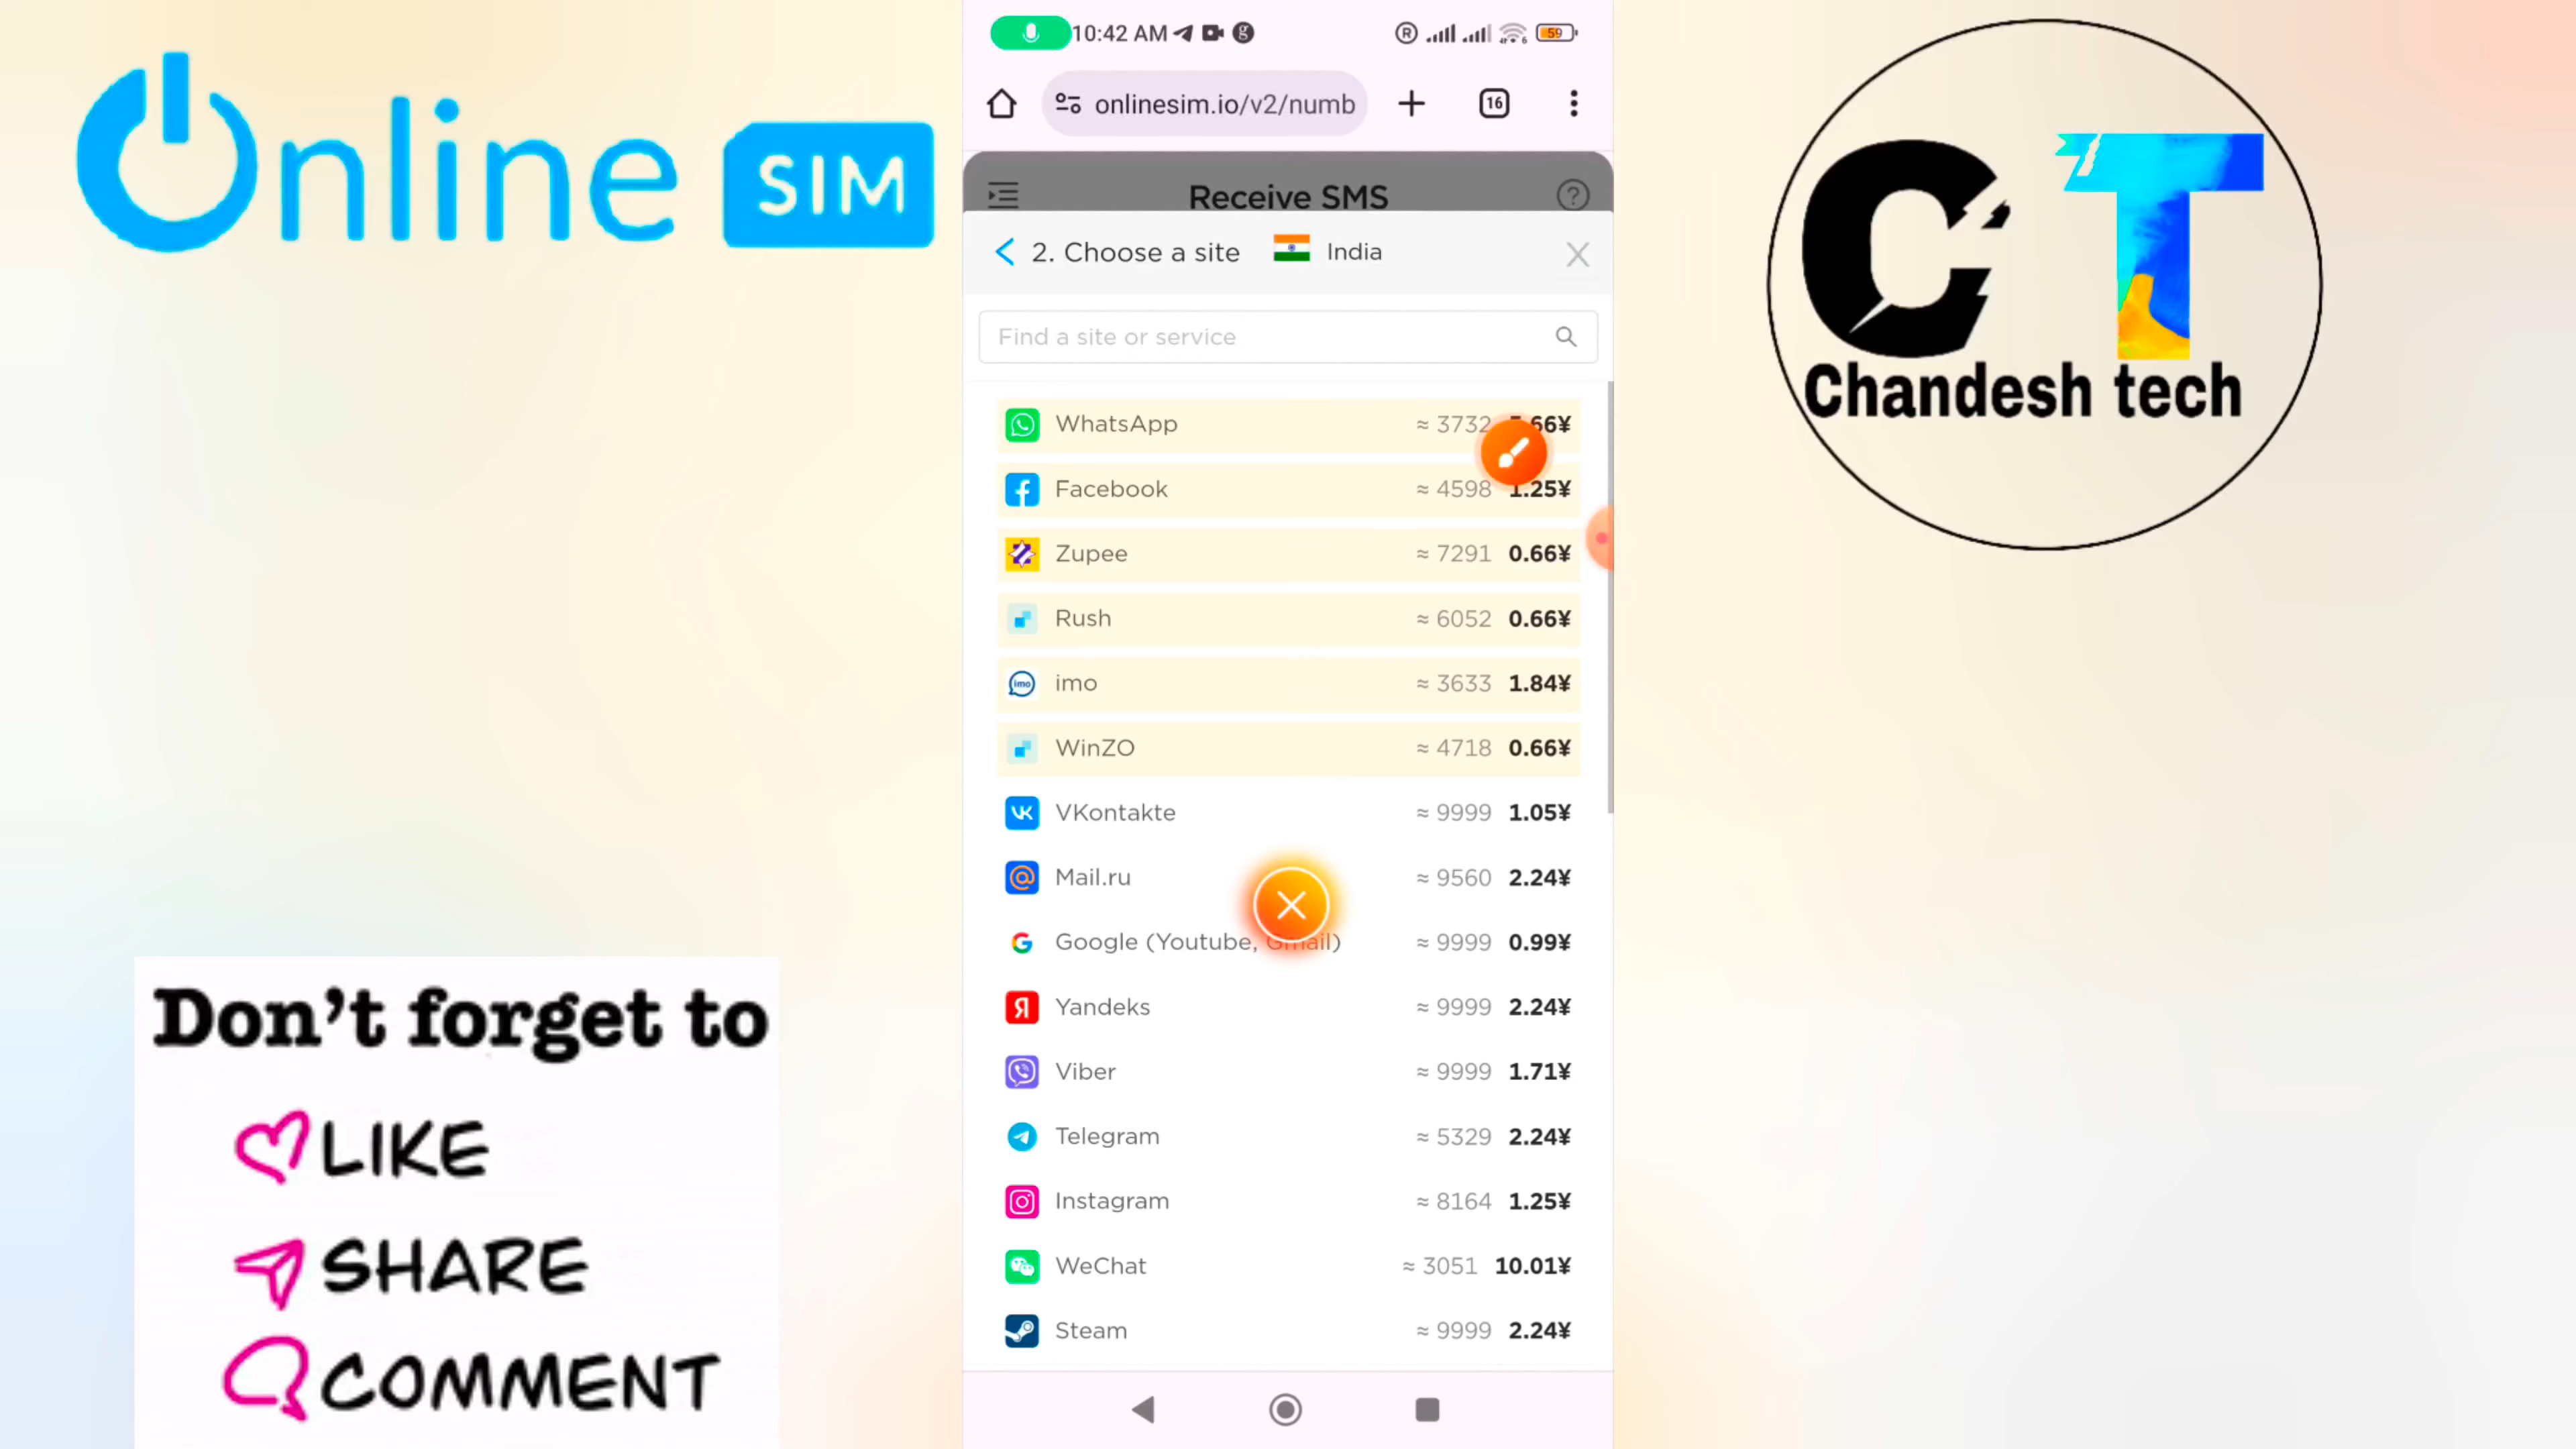 Online SIM
10:42 AM
59
onlinesim.io/v2/numb
16
Receive SMS
2. Choose a site India
Find a site or service
WhatsApp ≈ 3732 .66¥
Facebook ≈ 4598 1.25¥
Zupee ≈ 7291 0.66¥
Rush ≈ 6052 0.66¥
imo ≈ 3633 1.84¥
WinZO ≈ 4718 0.66¥
VKontakte ≈ 9999 1.05¥
Mail.ru ≈ 9560 2.24¥
Google (Youtube, Gmail) ≈ 9999 0.99¥
Yandeks ≈ 9999 2.24¥
Viber ≈ 9999 1.71¥
Telegram ≈ 5329 2.24¥
Instagram ≈ 8164 1.25¥
WeChat ≈ 3051 10.01¥
Steam ≈ 9999 2.24¥
CT
Chandesh tech
Don't forget to
LIKE
SHARE
COMMENT